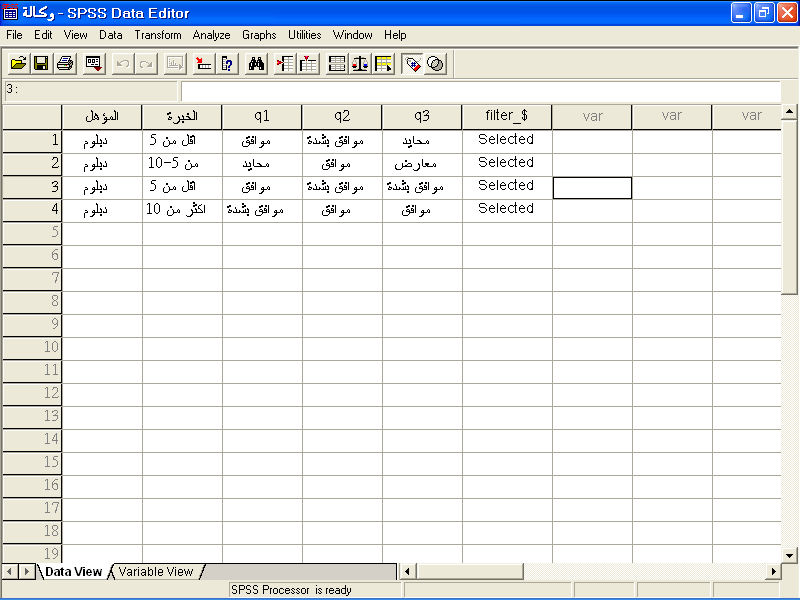 وكالة - SPSS Data Editor
File Edit View Data Transform Analyze Graphs Utilities Window Help
3:
المؤهل الخبرة q1 q2 q3 filter_$ var var var
1 دبلوم اقل من 5 موافق موافق بشدة محايد Selected
2 دبلوم من 5-10 محايد موافق معارض Selected
3 دبلوم اقل من 5 موافق موافق بشدة موافق بشدة Selected
4 دبلوم اكثر من 10 موافق بشدة موافق موافق Selected
5
6
7
8
9
10
11
12
13
14
15
16
17
18
19
Data View Variable View
SPSS Processor is ready